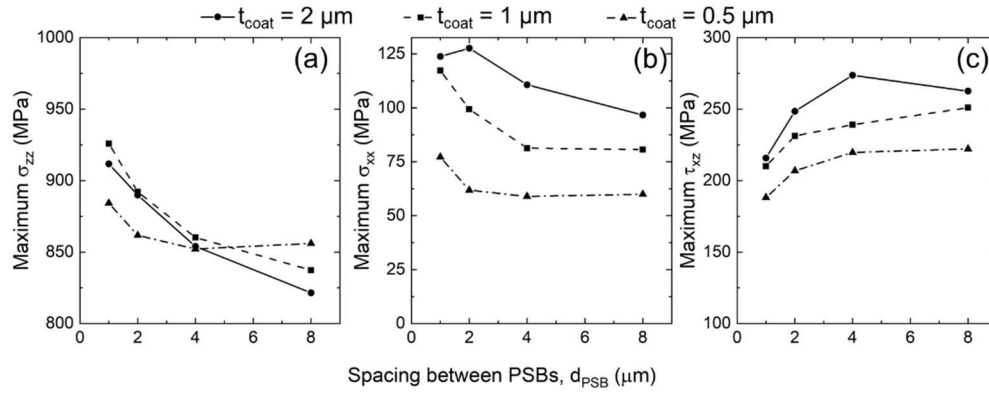 t_coat = 2 μm t_coat = 1 μm t_coat = 0.5 μm
(a)
Maximum σ_zz (MPa)
1000
950
900
850
800
0 2 4 6 8
(b)
Maximum σ_xx (MPa)
125
100
75
50
25
0
0 2 4 6 8
(c)
Maximum τ_xz (MPa)
300
250
200
150
100
0 2 4 6 8
Spacing between PSBs, d_PSB (μm)